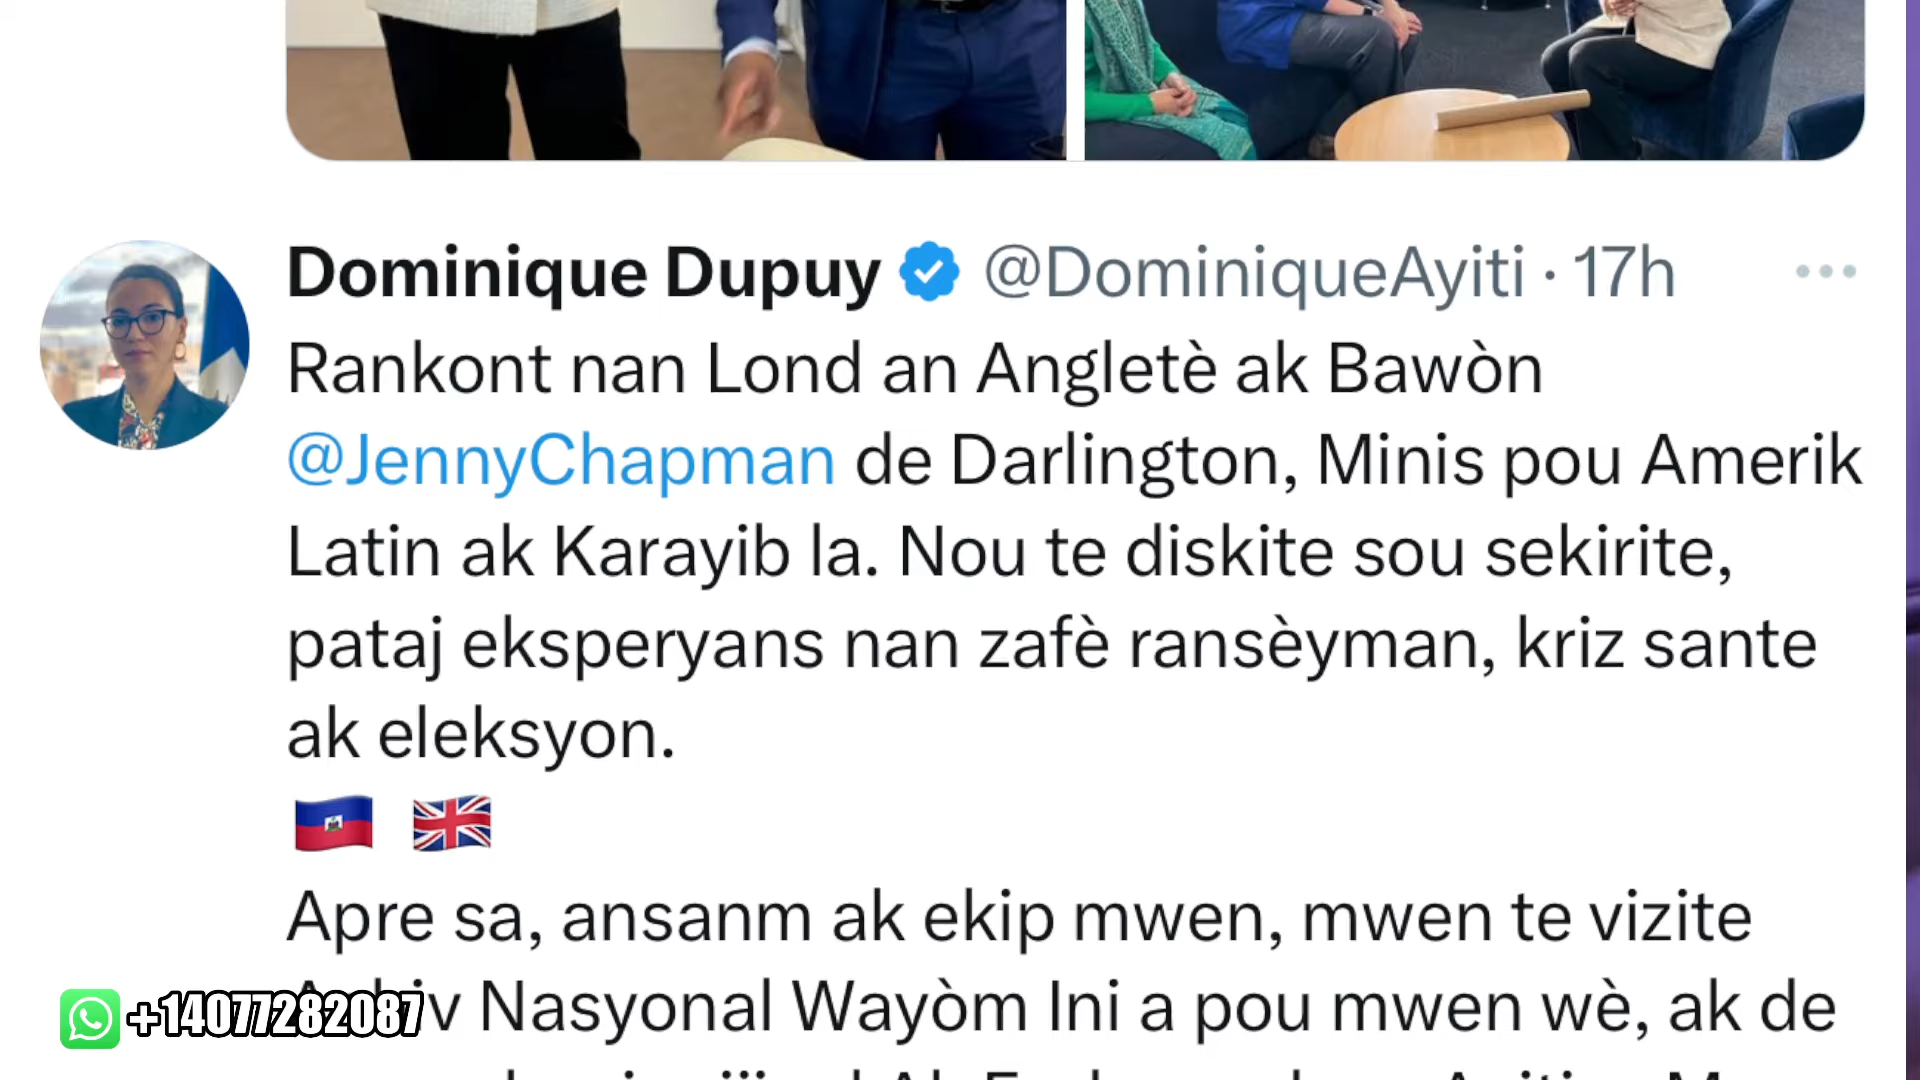 Dominique Dupuy @DominiqueAyiti · 17h
Rankont nan Lond an Angletè ak Bawòn
@JennyChapman de Darlington, Minis pou Amerik
Latin ak Karayib la. Nou te diskite sou sekirite,
pataj eksperyans nan zafè ransèyman, kriz sante
ak eleksyon.
Apre sa, ansanm ak ekip mwen, mwen te vizite
Nasyonal Wayòm Ini a pou mwen wè, ak de
+14077282087